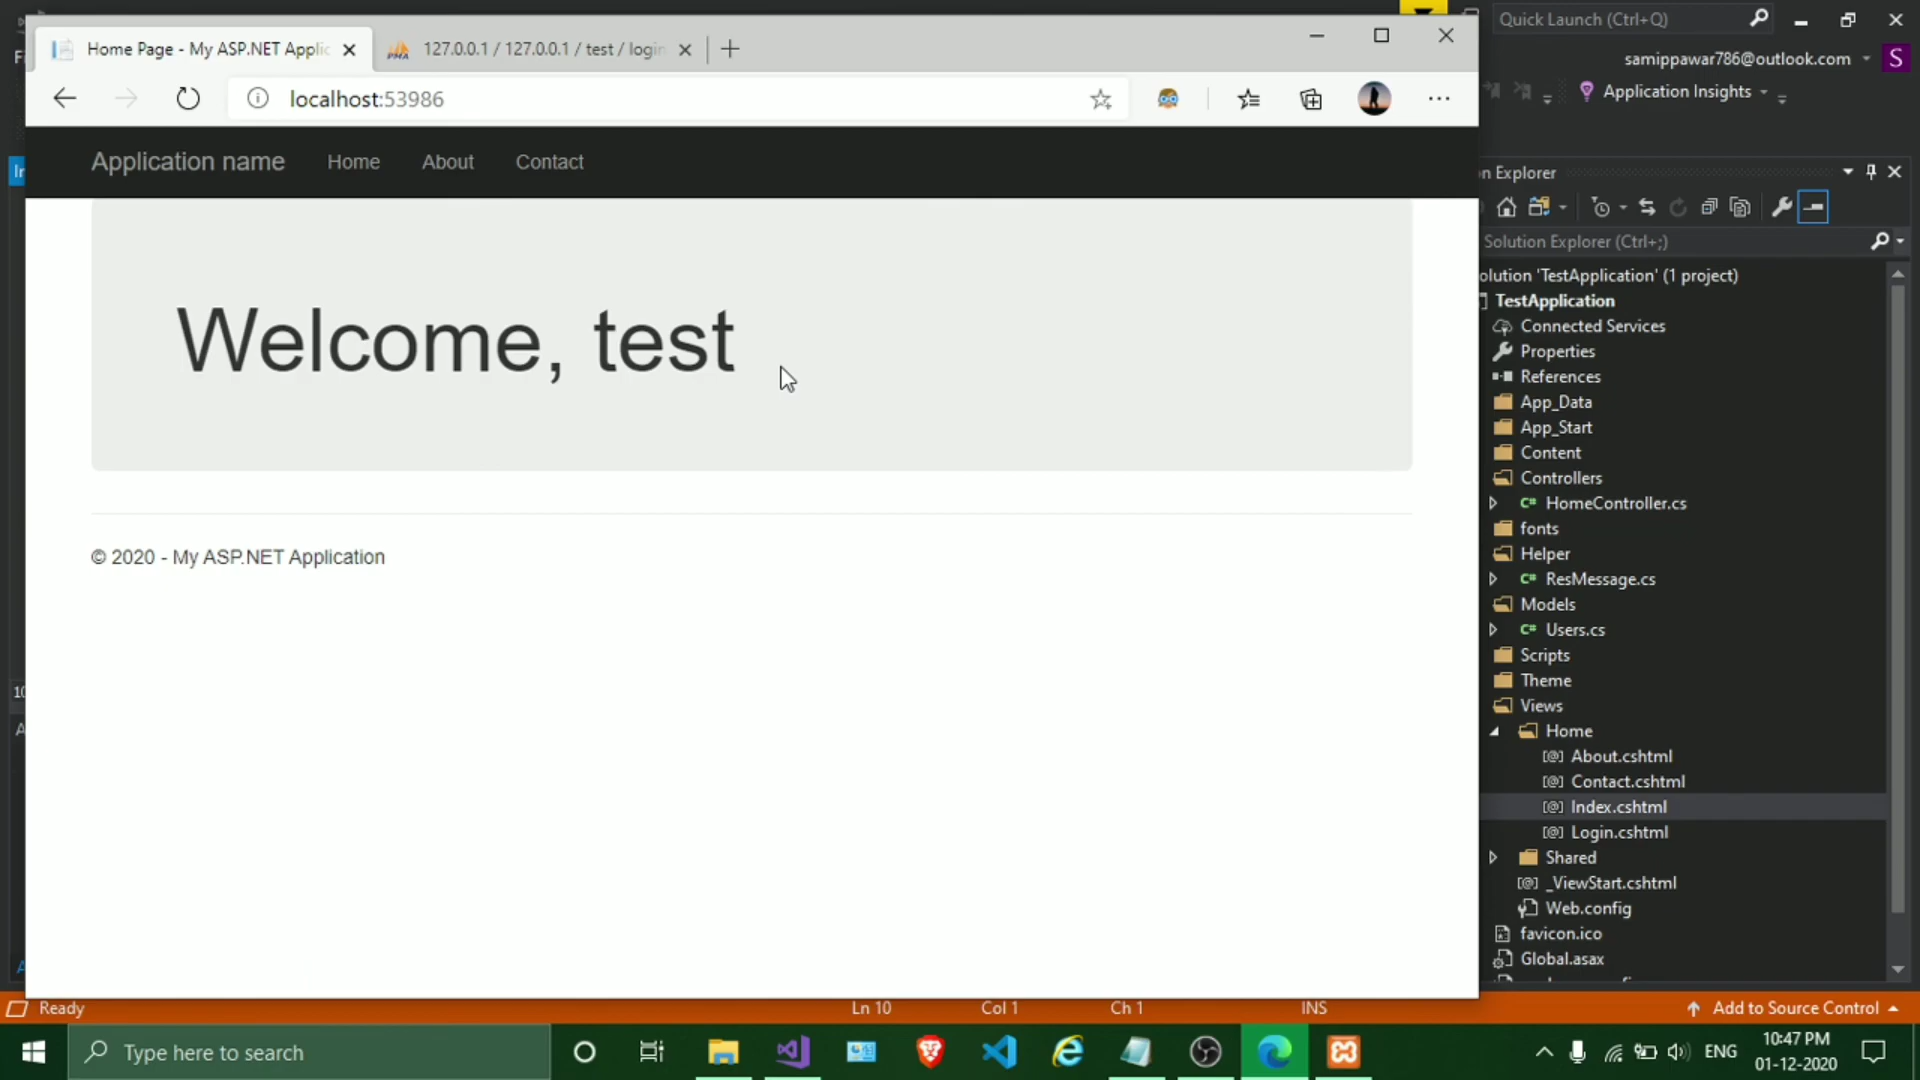 Quick Launch (Ctrl+Q)
Home Page - My ASP.NET Applic
127.0.0.1 / 127.0.0.1 / test / login
samippawar786@outlook.com
S
localhost:53986
Application Insights
Application name
Home
About
Contact
n Explorer
Solution Explorer (Ctrl+;)
Welcome, test
© 2020 - My ASP.NET Application
olution 'TestApplication' (1 project)
TestApplication
Connected Services
Properties
References
App_Data
App_Start
Content
Controllers
C# HomeController.cs
fonts
Helper
C# ResMessage.cs
Models
C# Users.cs
Scripts
Theme
Views
Home
[@] About.cshtml
[@] Contact.cshtml
[@] Index.cshtml
[@] Login.cshtml
Shared
[@] _ViewStart.cshtml
Web.config
favicon.ico
Global.asax
Ready
Ln 10
Col 1
Ch 1
INS
Add to Source Control
Type here to search
ENG
10:47 PM
01-12-2020